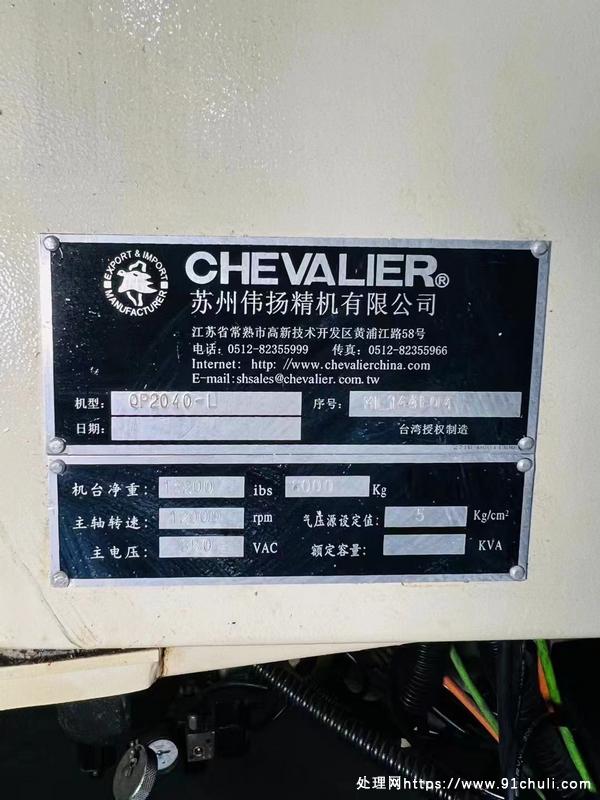 EXPORT & IMPORT
MANUFACTURER
CHEVALIER®
苏州伟扬精机有限公司
江苏省常熟市高新技术开发区黄浦江路58号
电话：0512-82355999 传真：0512-82355966
Internet: http: //www.chevalierchina.com
E-mail:shsales@chevalier.com.tw
机型： QP2040-L 序号：
日期： 台湾授权制造
机台净重： ibs Kg
主轴转速： rpm 气压源设定值： 5 Kg/cm²
主电压： VAC 额定容量： KVA
处理网https://www.91chuli.com